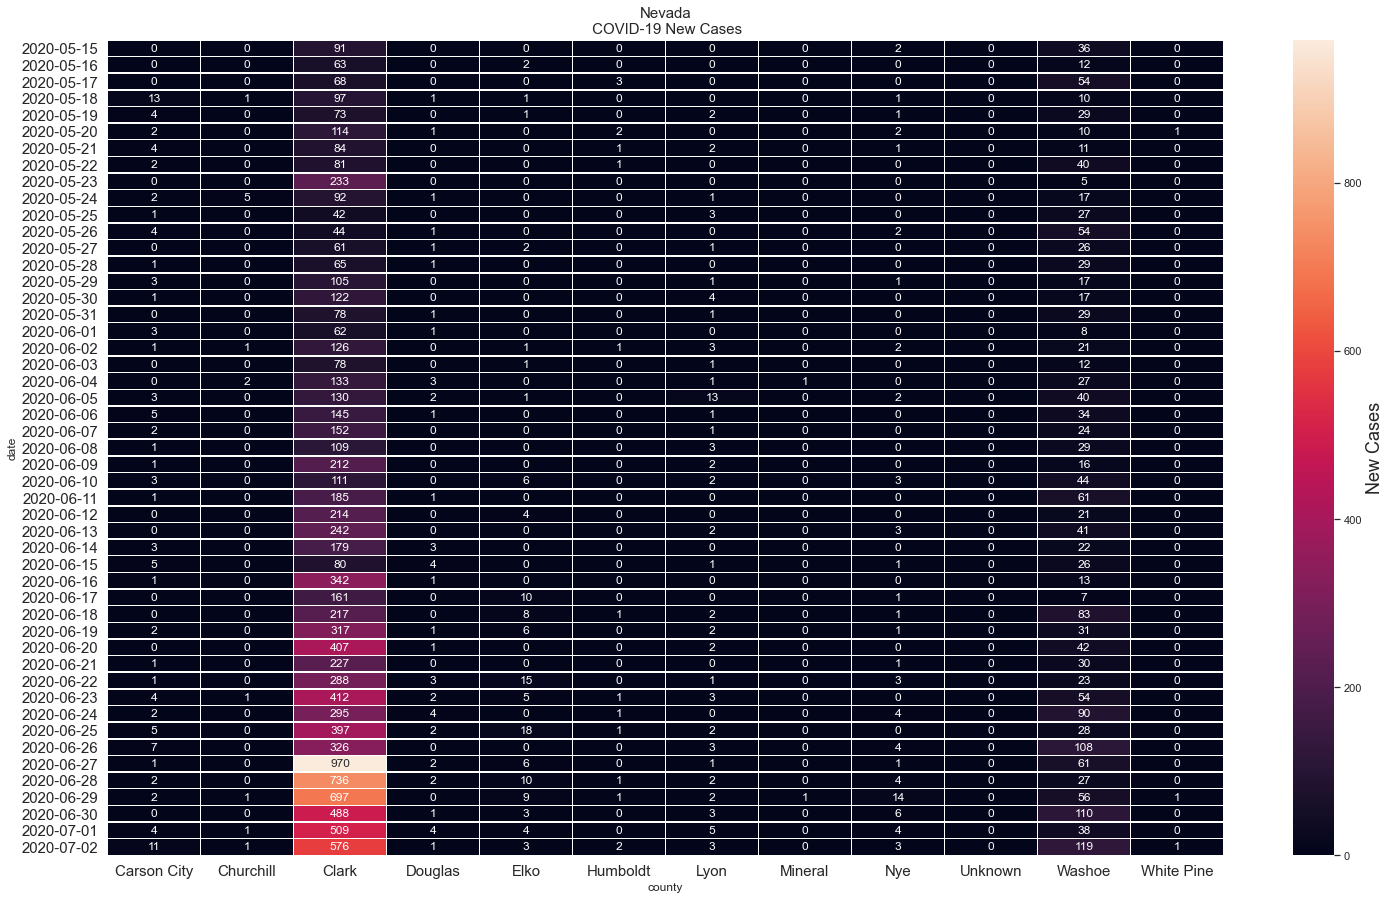 Nevada
COVID-19 New Cases
2020-05-15 0 0 91 0 0 0 0 0 2 0 36 0
2020-05-16 0 0 63 0 2 0 0 0 0 0 12 0
2020-05-17 0 0 68 0 0 3 0 0 0 0 54 0
2020-05-18 13 1 97 1 1 0 0 0 1 0 10 0
2020-05-19 4 0 73 0 1 0 2 0 1 0 29 0
2020-05-20 2 0 114 1 0 2 0 0 2 0 10 1
2020-05-21 4 0 84 0 0 1 2 0 1 0 11 0
2020-05-22 2 0 81 0 0 1 0 0 0 0 40 0
2020-05-23 0 0 233 0 0 0 0 0 0 0 5 0
2020-05-24 2 5 92 1 0 0 1 0 0 0 17 0
2020-05-25 1 0 42 0 0 0 3 0 0 0 27 0
2020-05-26 4 0 44 1 0 0 0 0 2 0 54 0
2020-05-27 0 0 61 1 2 0 1 0 0 0 26 0
2020-05-28 1 0 65 1 0 0 0 0 0 0 29 0
2020-05-29 3 0 105 0 0 0 1 0 1 0 17 0
2020-05-30 1 0 122 0 0 0 4 0 0 0 17 0
2020-05-31 0 0 78 1 0 0 1 0 0 0 29 0
2020-06-01 3 0 62 1 0 0 0 0 0 0 8 0
2020-06-02 1 1 126 0 1 1 3 0 2 0 21 0
2020-06-03 0 0 78 0 1 0 1 0 0 0 12 0
2020-06-04 0 2 133 3 0 0 1 1 0 0 27 0
2020-06-05 3 0 130 2 1 0 13 0 2 0 40 0
2020-06-06 5 0 145 1 0 0 1 0 0 0 34 0
2020-06-07 2 0 152 0 0 0 1 0 0 0 24 0
2020-06-08 1 0 109 0 0 0 3 0 0 0 29 0
2020-06-09 1 0 212 0 0 0 2 0 0 0 16 0
2020-06-10 3 0 111 0 6 0 2 0 3 0 44 0
2020-06-11 1 0 185 1 0 0 0 0 0 0 61 0
2020-06-12 0 0 214 0 4 0 0 0 0 0 21 0
2020-06-13 0 0 242 0 0 0 2 0 3 0 41 0
2020-06-14 3 0 179 3 0 0 0 0 0 0 22 0
2020-06-15 5 0 80 4 0 0 1 0 1 0 26 0
2020-06-16 1 0 342 1 0 0 0 0 0 0 13 0
2020-06-17 0 0 161 0 10 0 0 0 1 0 7 0
2020-06-18 0 0 217 0 8 1 2 0 1 0 83 0
2020-06-19 2 0 317 1 6 0 2 0 1 0 31 0
2020-06-20 0 0 407 1 0 0 2 0 0 0 42 0
2020-06-21 1 0 227 0 0 0 0 0 1 0 30 0
2020-06-22 1 0 288 3 15 0 1 0 3 0 23 0
2020-06-23 4 1 412 2 5 1 3 0 0 0 54 0
2020-06-24 2 0 295 4 0 1 0 0 4 0 90 0
2020-06-25 5 0 397 2 18 1 2 0 0 0 28 0
2020-06-26 7 0 326 0 0 0 3 0 4 0 108 0
2020-06-27 1 0 970 2 6 0 1 0 1 0 61 0
2020-06-28 2 0 736 2 10 1 2 0 4 0 27 0
2020-06-29 2 1 697 0 9 1 2 1 14 0 56 1
2020-06-30 0 0 488 1 3 0 3 0 6 0 110 0
2020-07-01 4 1 509 4 4 0 5 0 4 0 38 0
2020-07-02 11 1 576 1 3 2 3 0 3 0 119 1
Carson City Churchill Clark Douglas Elko Humboldt Lyon Mineral Nye Unknown Washoe White Pine
county
date
800
600
400
200
0
New Cases